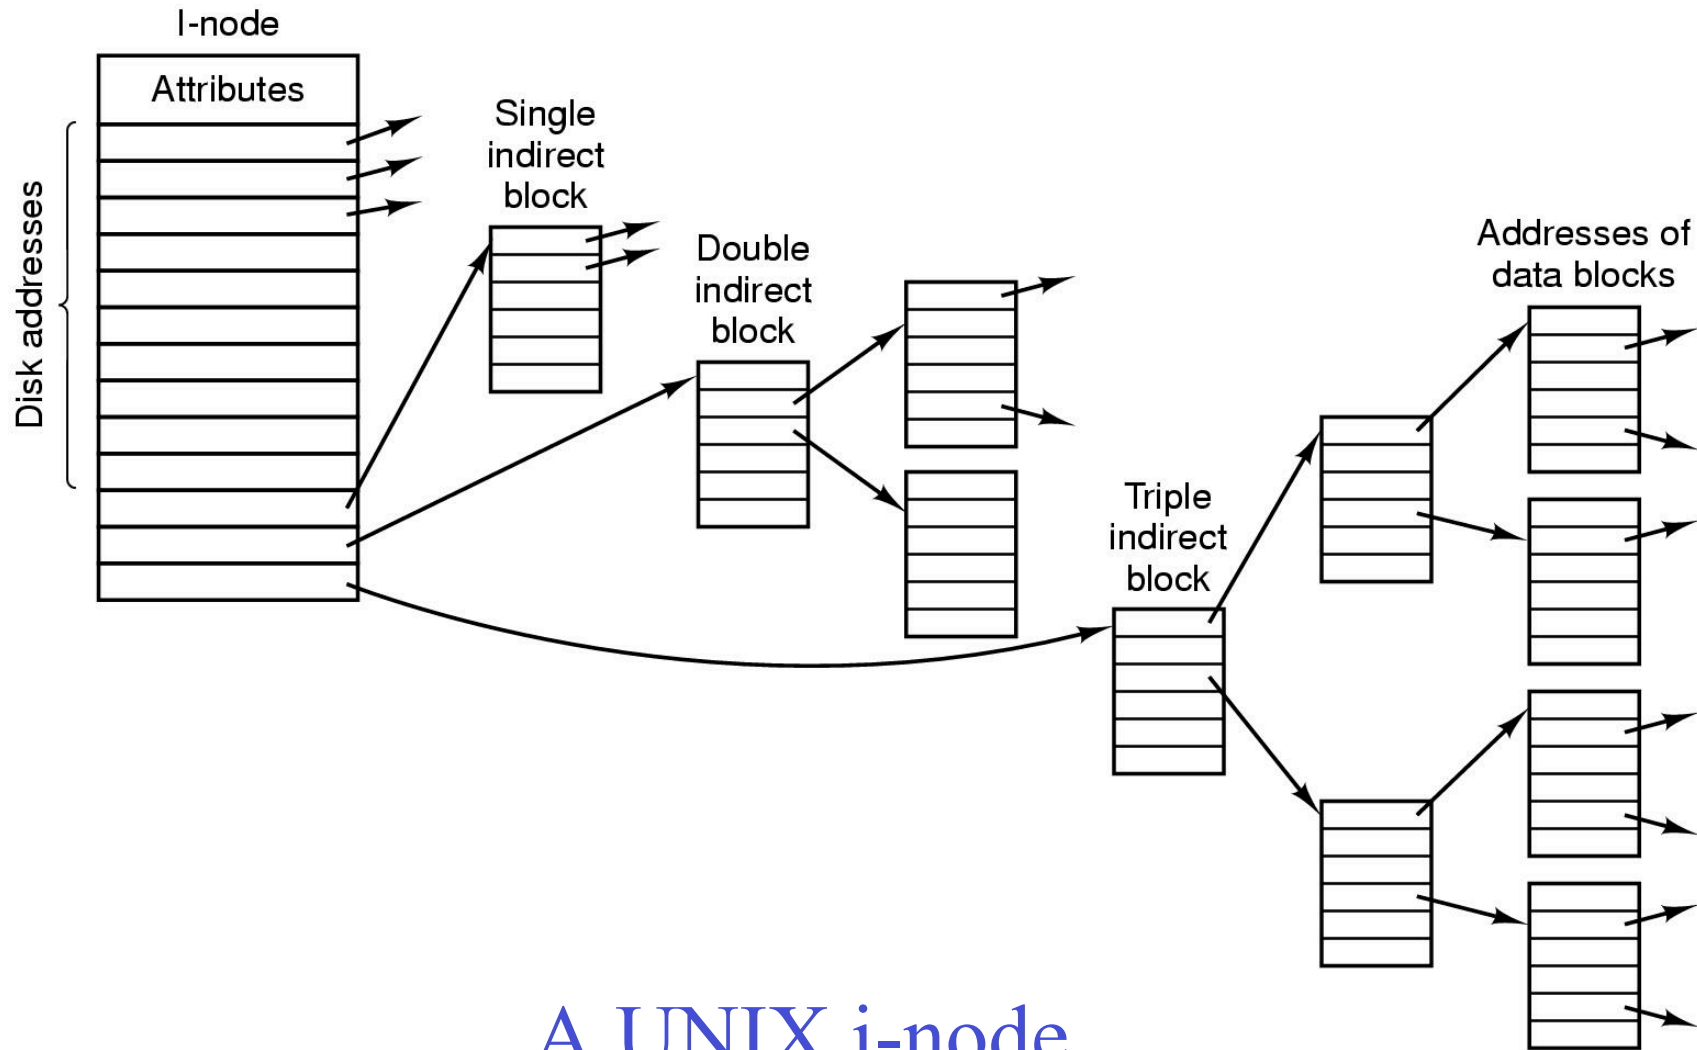 I-node
Attributes
Disk addresses
Single
indirect
block
Double
indirect
block
Triple
indirect
block
Addresses of
data blocks
A UNIX i-node